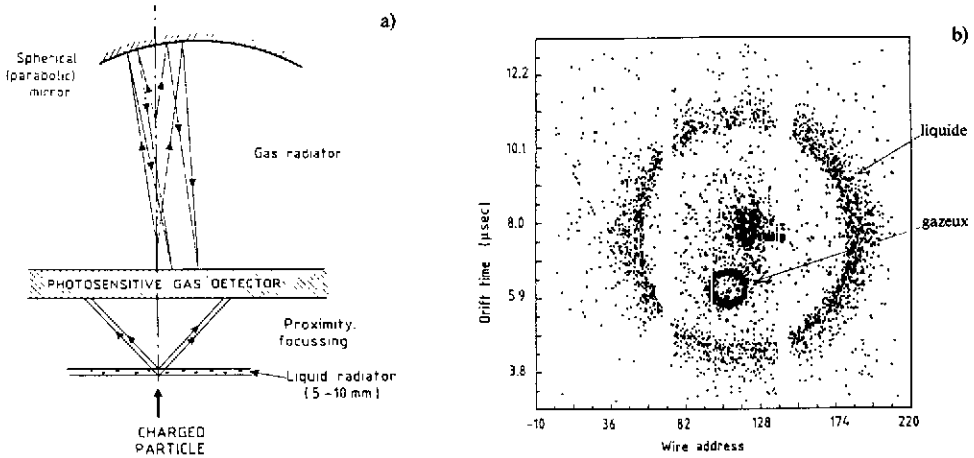 a)
Spherical
(parabolic)
mirror
Gas radiator
PHOTOSENSITIVE GAS DETECTOR
Proximity.
focussing
Liquid radiator
(5-10 mm)
CHARGED
PARTICLE
b)
12.2
10.1
8.0
5.9
3.8
Drift time (µsec)
-10
36
82
128
174
220
Wire address
liquide
gazeux